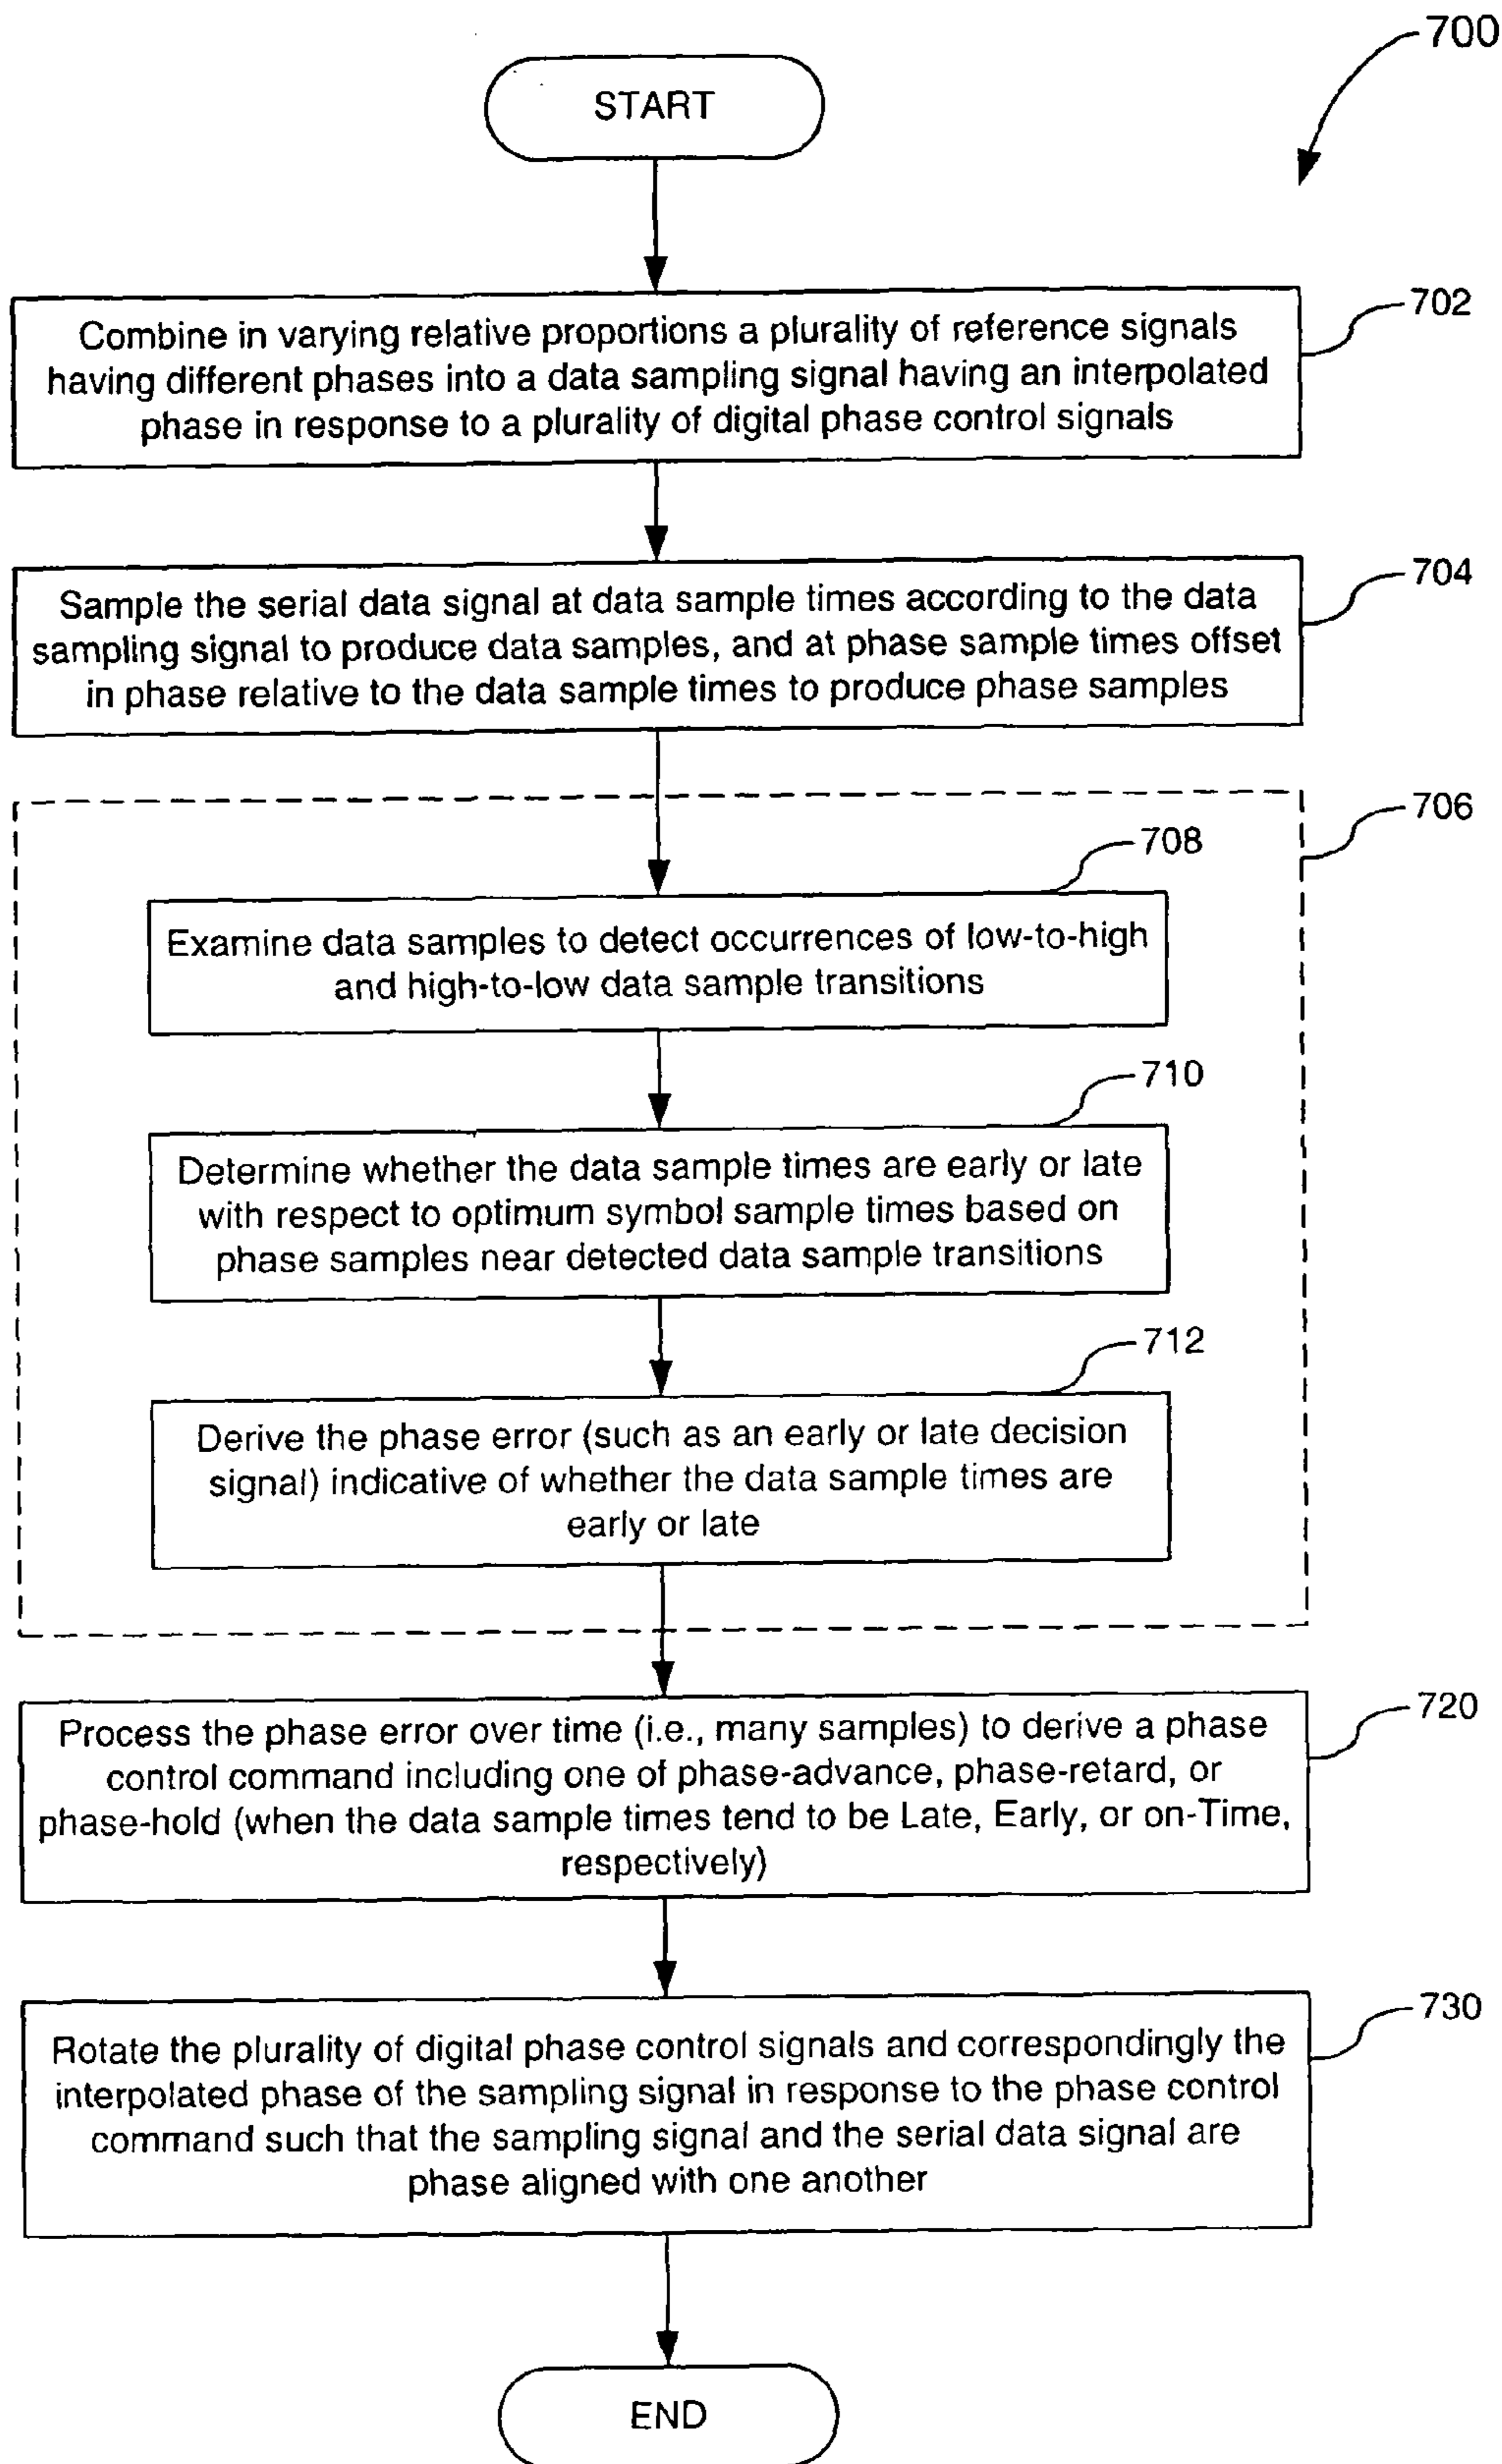 700
START
702
Combine in varying relative proportions a plurality of reference signals
having different phases into a data sampling signal having an interpolated
phase in response to a plurality of digital phase control signals
704
Sample the serial data signal at data sample times according to the data
sampling signal to produce data samples, and at phase sample times offset
in phase relative to the data sample times to produce phase samples
706
708
Examine data samples to detect occurrences of low-to-high
and high-to-low data sample transitions
710
Determine whether the data sample times are early or late
with respect to optimum symbol sample times based on
phase samples near detected data sample transitions
712
Derive the phase error (such as an early or late decision
signal) indicative of whether the data sample times are
early or late
720
Process the phase error over time (i.e., many samples) to derive a phase
control command including one of phase-advance, phase-retard, or
phase-hold (when the data sample times tend to be Late, Early, or on-Time,
respectively)
730
Rotate the plurality of digital phase control signals and correspondingly the
interpolated phase of the sampling signal in response to the phase control
command such that the sampling signal and the serial data signal are
phase aligned with one another
END